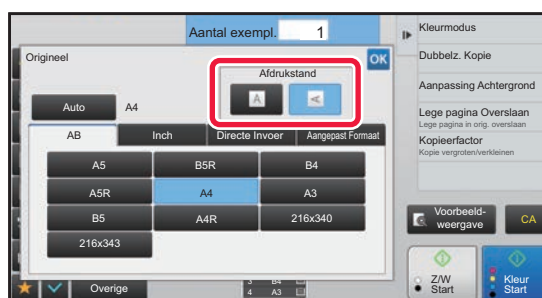 Aantal exempl. 1
Origineel
OK
Afdrukstand
A
A
Auto A4
AB Inch Directe Invoer Aangepast Formaat
A5 B5R B4
A5R A4 A3
B5 A4R 216x340
216x343
Overige
3 B4
4 A3
Kleurmodus
Dubbelz. Kopie
Aanpassing Achtergrond
Lege pagina Overslaan
Lege pagina in orig. overslaan
Kopieerfactor
Kopie vergroten/verkleinen
Voorbeeld-
weergave
CA
Z/W
Start
Kleur
Start